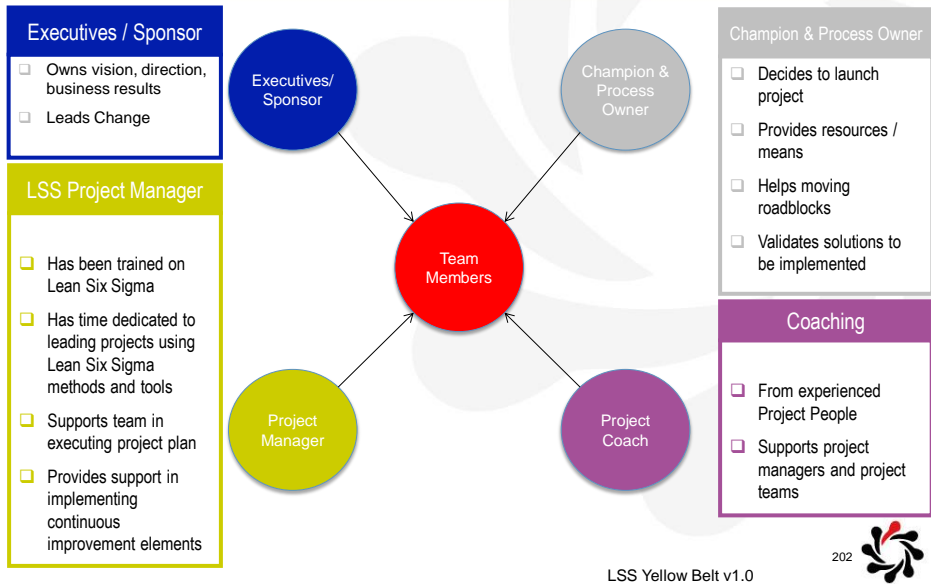 Executives / Sponsor
Owns vision, direction,
business results
Leads Change
LSS Project Manager
Has been trained on
Lean Six Sigma
Has time dedicated to
leading projects using
Lean Six Sigma
methods and tools
Supports team in
executing project plan
Provides support in
implementing
continuous
improvement elements
Executives/
Sponsor
Champion &
Process
Owner
Team
Members
Project
Manager
Project
Coach
Champion & Process Owner
Decides to launch
project
Provides resources /
means
Helps moving
roadblocks
Validates solutions to
be implemented
Coaching
From experienced
Project People
Supports project
managers and project
teams
202
LSS Yellow Belt v1.0